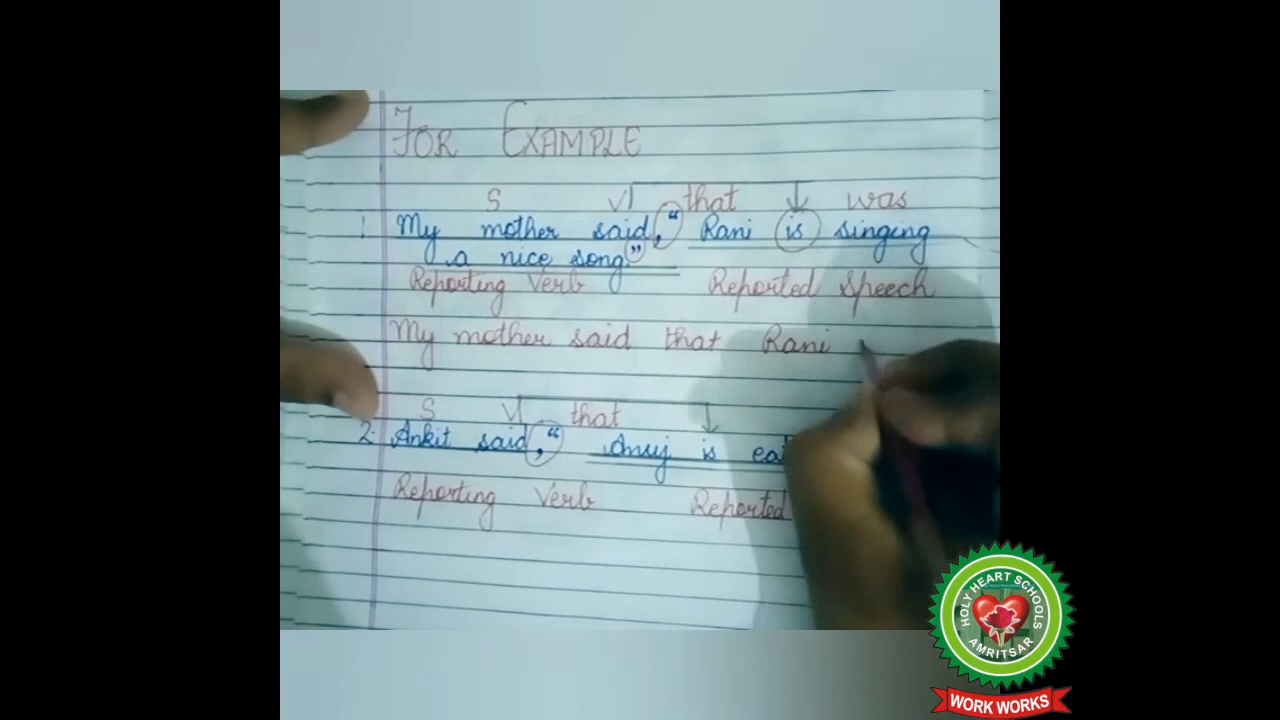 FOR EXAMPLE
S V that was
1. My mother said, “ Rani is singing
a nice song.”
Reporting Verb Reported Speech
My mother said that Rani
S V that
2. Ankit said, “ Anuj is
Reporting Verb Reported
HOLY HEART SCHOOLS
AMRITSAR
WORK WORKS